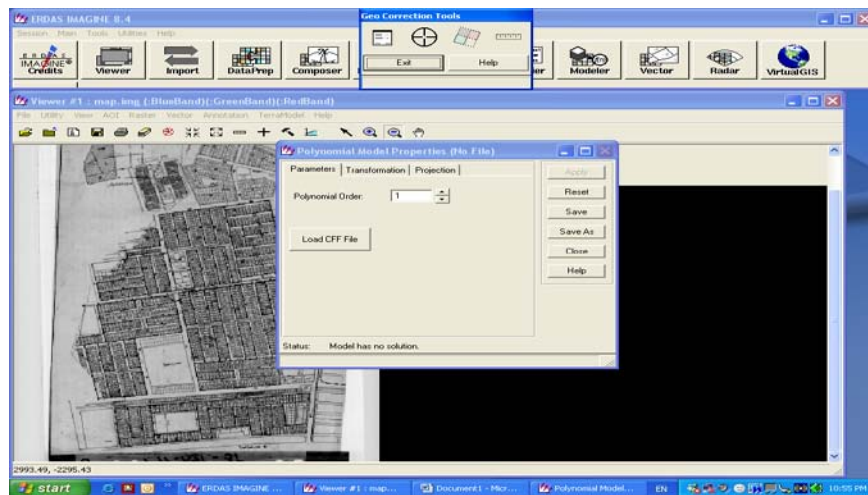 ERDAS IMAGINE 8.4
Session Main Tools Utilities Help
ERDAS
IMAGINE
Credits
Viewer
Import
DataPrep
Composer
Modeler
Vector
Radar
VirtualGIS
Geo Correction Tools
Exit
Help
Viewer #1 : map.img (:BlueBand)(:GreenBand)(:RedBand)
File Utility View AOI Raster Vector Annotation TerraModel Help
Polynomial Model Properties (No File)
Parameters Transformation Projection
Polynomial Order: 1
Load CFF File
Apply
Reset
Save
Save As
Close
Help
Status: Model has no solution.
2993.49, -2295.43
start
ERDAS IMAGINE ...
Viewer #1 : map...
Document1 - Micr...
Polynomial Model...
EN
10:55 PM